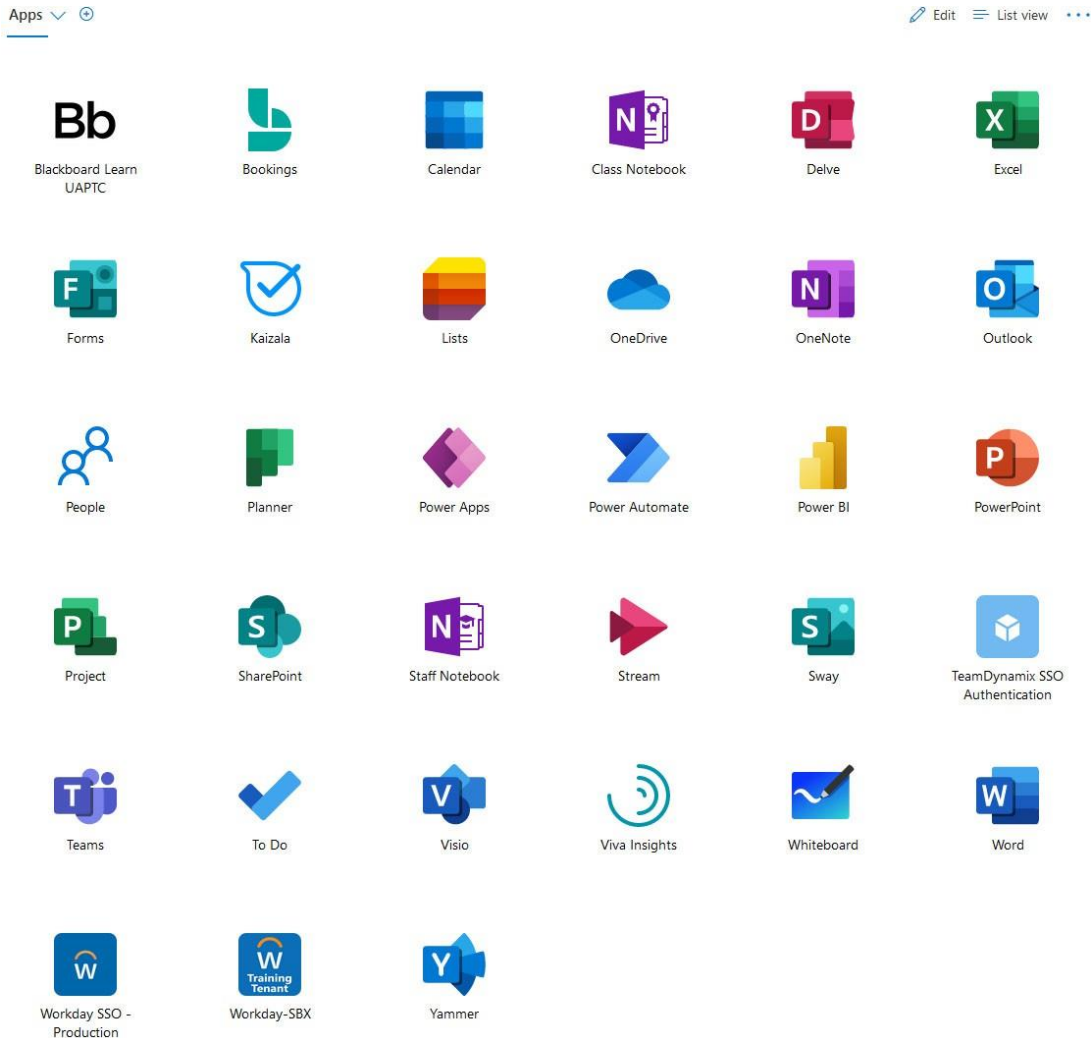 Apps
Edit
List view
Bb
Blackboard Learn
UAPTC
Bookings
Calendar
N
Class Notebook
D
Delve
X
Excel
F
Forms
Kaizala
Lists
OneDrive
N
OneNote
O
Outlook
People
Planner
Power Apps
Power Automate
Power BI
P
PowerPoint
P
Project
S
SharePoint
N
Staff Notebook
Stream
S
Sway
TeamDynamix SSO
Authentication
T
Teams
To Do
V
Visio
Viva Insights
Whiteboard
W
Word
W
Workday SSO -
Production
W
Training
Tenant
Workday-SBX
Y
Yammer